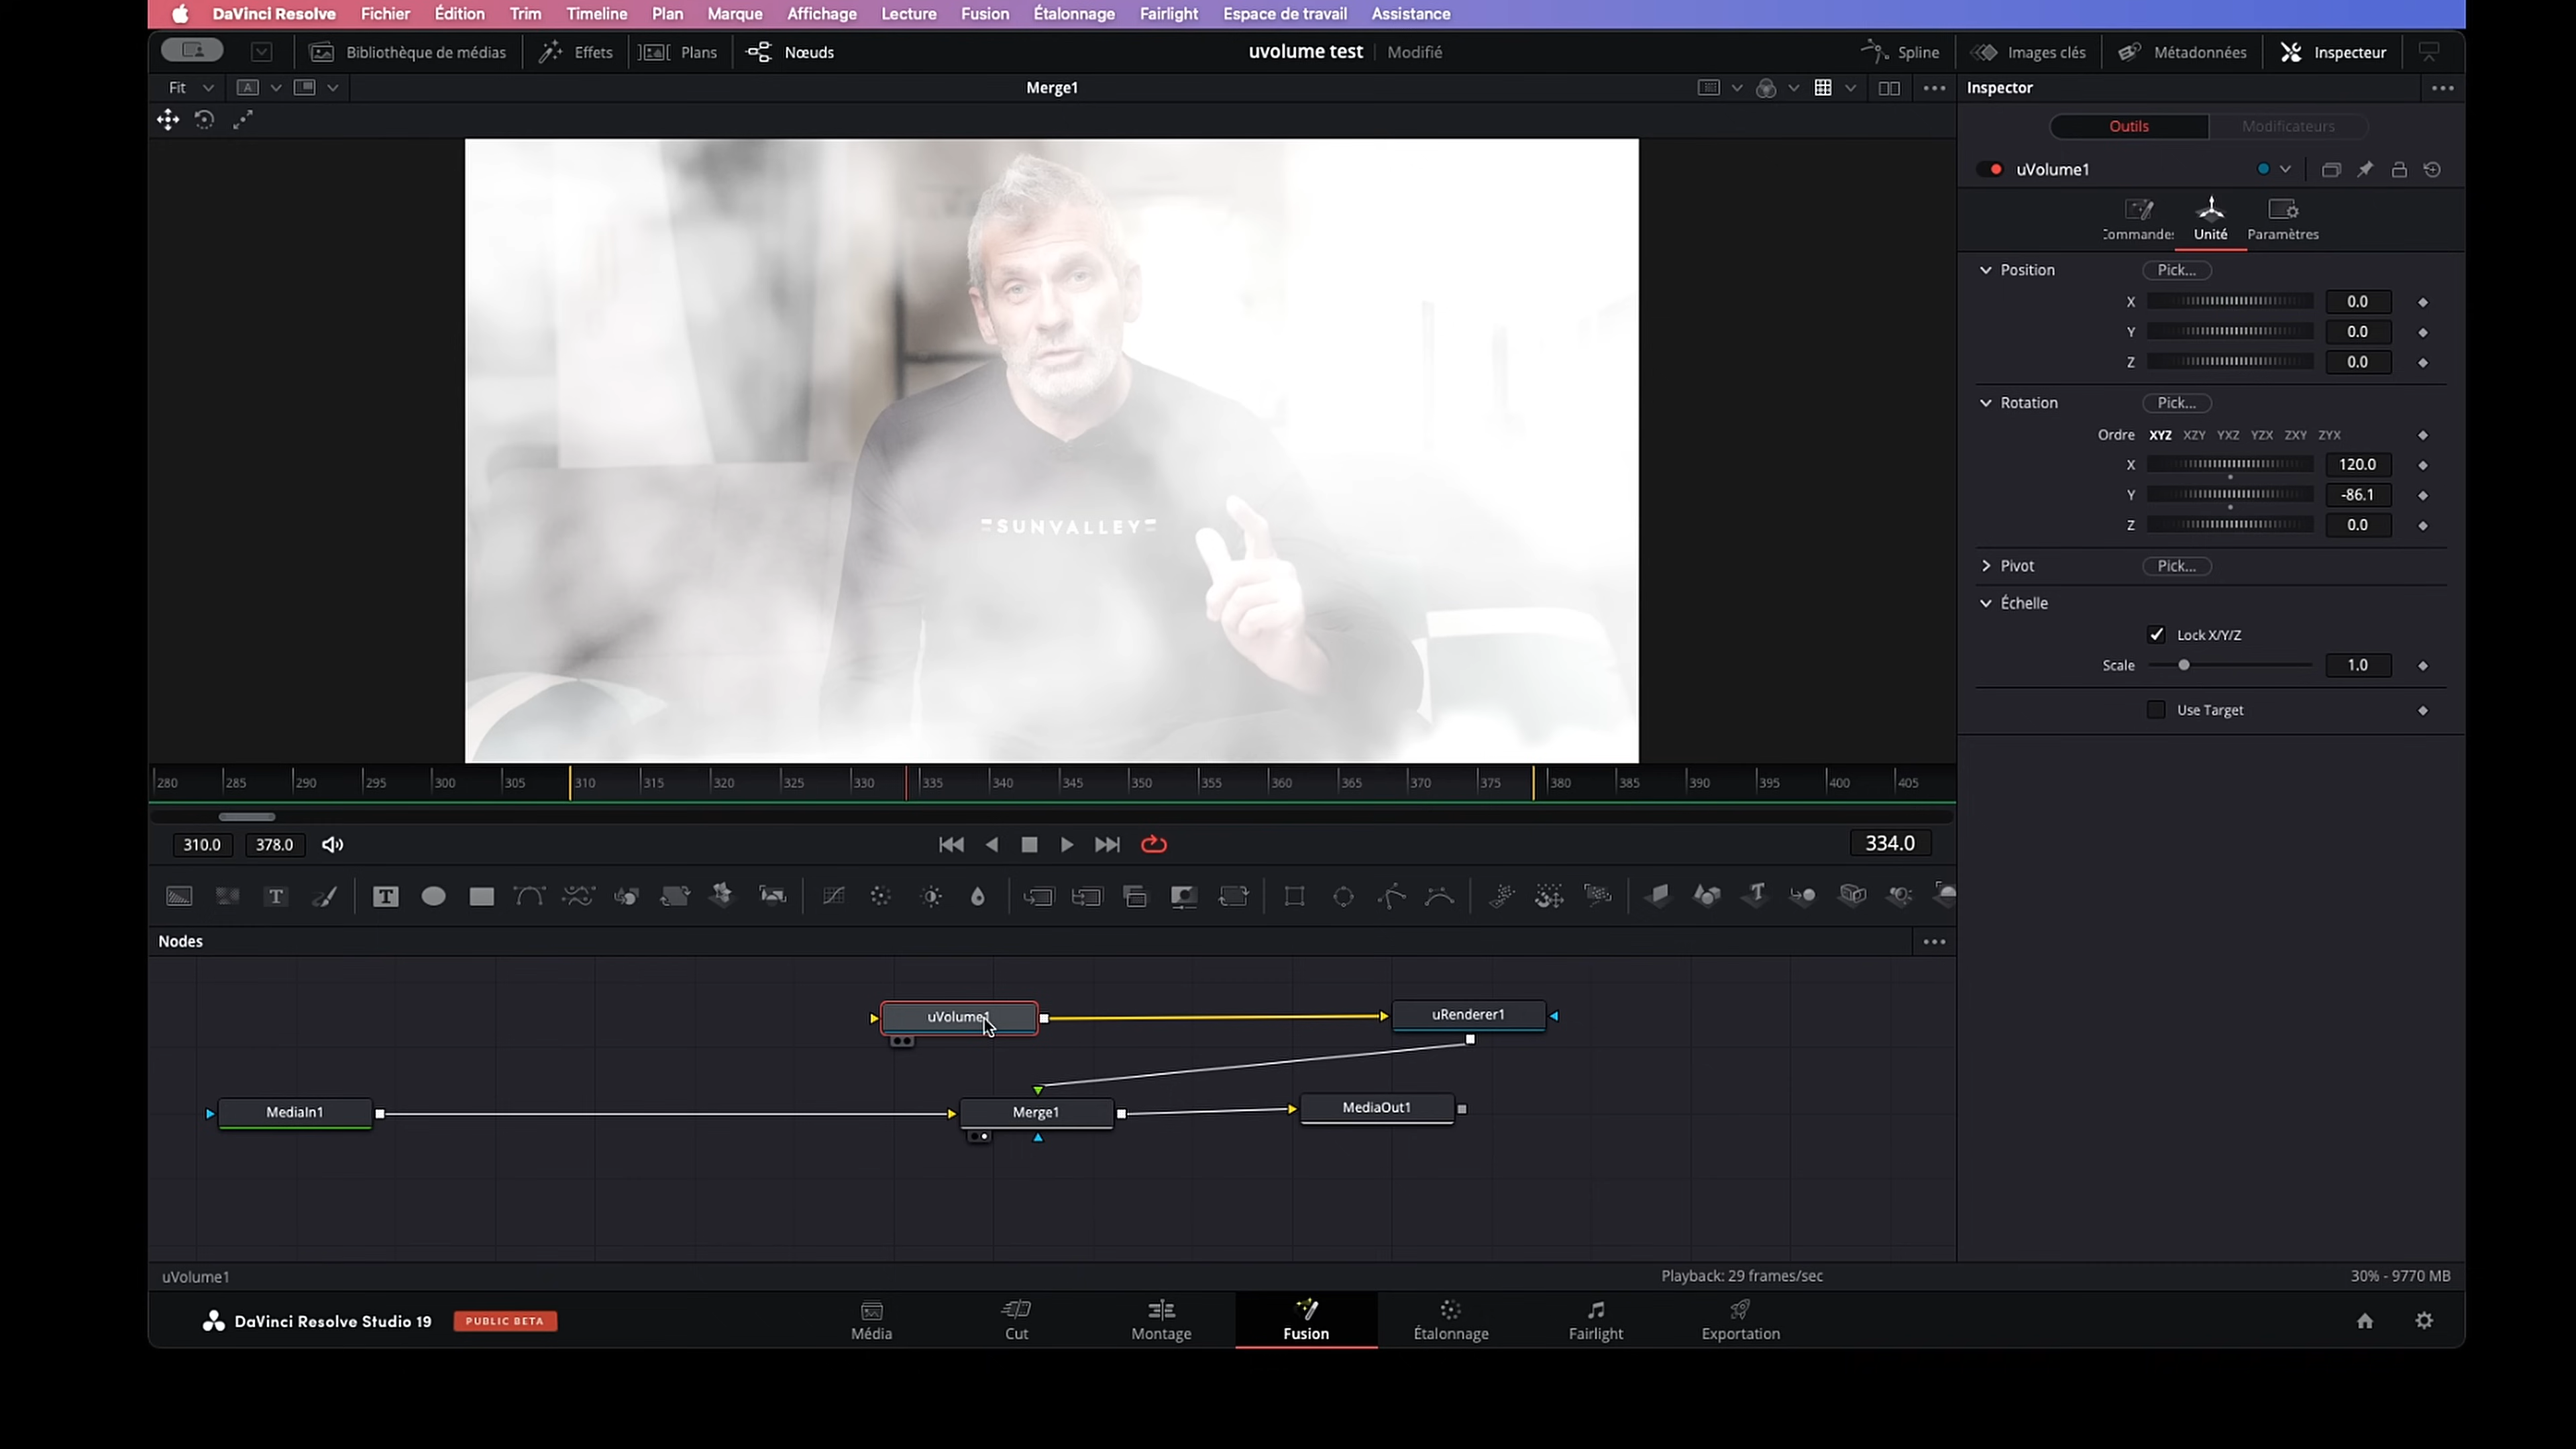 DaVinci Resolve Fichier Édition Trim Timeline Plan Marque Affichage Lecture Fusion Étalonnage Fairlight Espace de travail Assistance
Bibliothèque de médias Effets Plans Nœuds uvolume test Modifié Spline Images clés Métadonnées Inspecteur
Fit A Merge1 Inspector
Outils Modificateurs
uVolume1
Commandes Unité Paramètres
Position Pick...
X 0.0
Y 0.0
Z 0.0
Rotation Pick...
Ordre XYZ XZY YXZ YZX ZXY ZYX
X 120.0
Y -86.1
Z 0.0
Pivot Pick...
Échelle
Lock X/Y/Z
Scale 1.0
Use Target
=SUNVALLEY=
280 285 290 295 300 305 310 315 320 325 330 335 340 345 350 355 360 365 370 375 380 385 390 395 400 405
310.0 378.0 334.0
Nodes
uVolume1 uRenderer1
MediaIn1 Merge1 MediaOut1
uVolume1 Playback: 29 frames/sec 30% - 9770 MB
DaVinci Resolve Studio 19 PUBLIC BETA
Média Cut Montage Fusion Étalonnage Fairlight Exportation